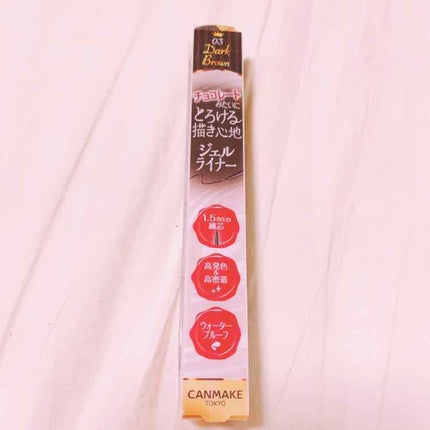 03
Dark
Brown
チョコレート
みたいに
とろける
描き心地
ジェル
ライナー
1.5mmの
細芯
高発色
&
高密着
ウォーター
プルーフ
CANMAKE
TOKYO